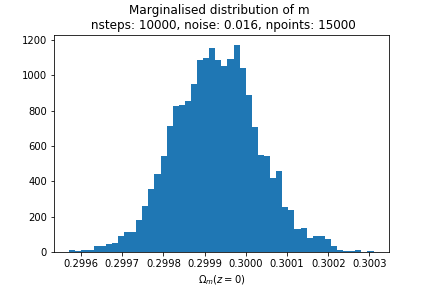 Marginalised distribution of m
nsteps: 10000, noise: 0.016, npoints: 15000
1200
1000
800
600
400
200
0
0.2996 0.2997 0.2998 0.2999 0.3000 0.3001 0.3002 0.3003
Ωm(z = 0)